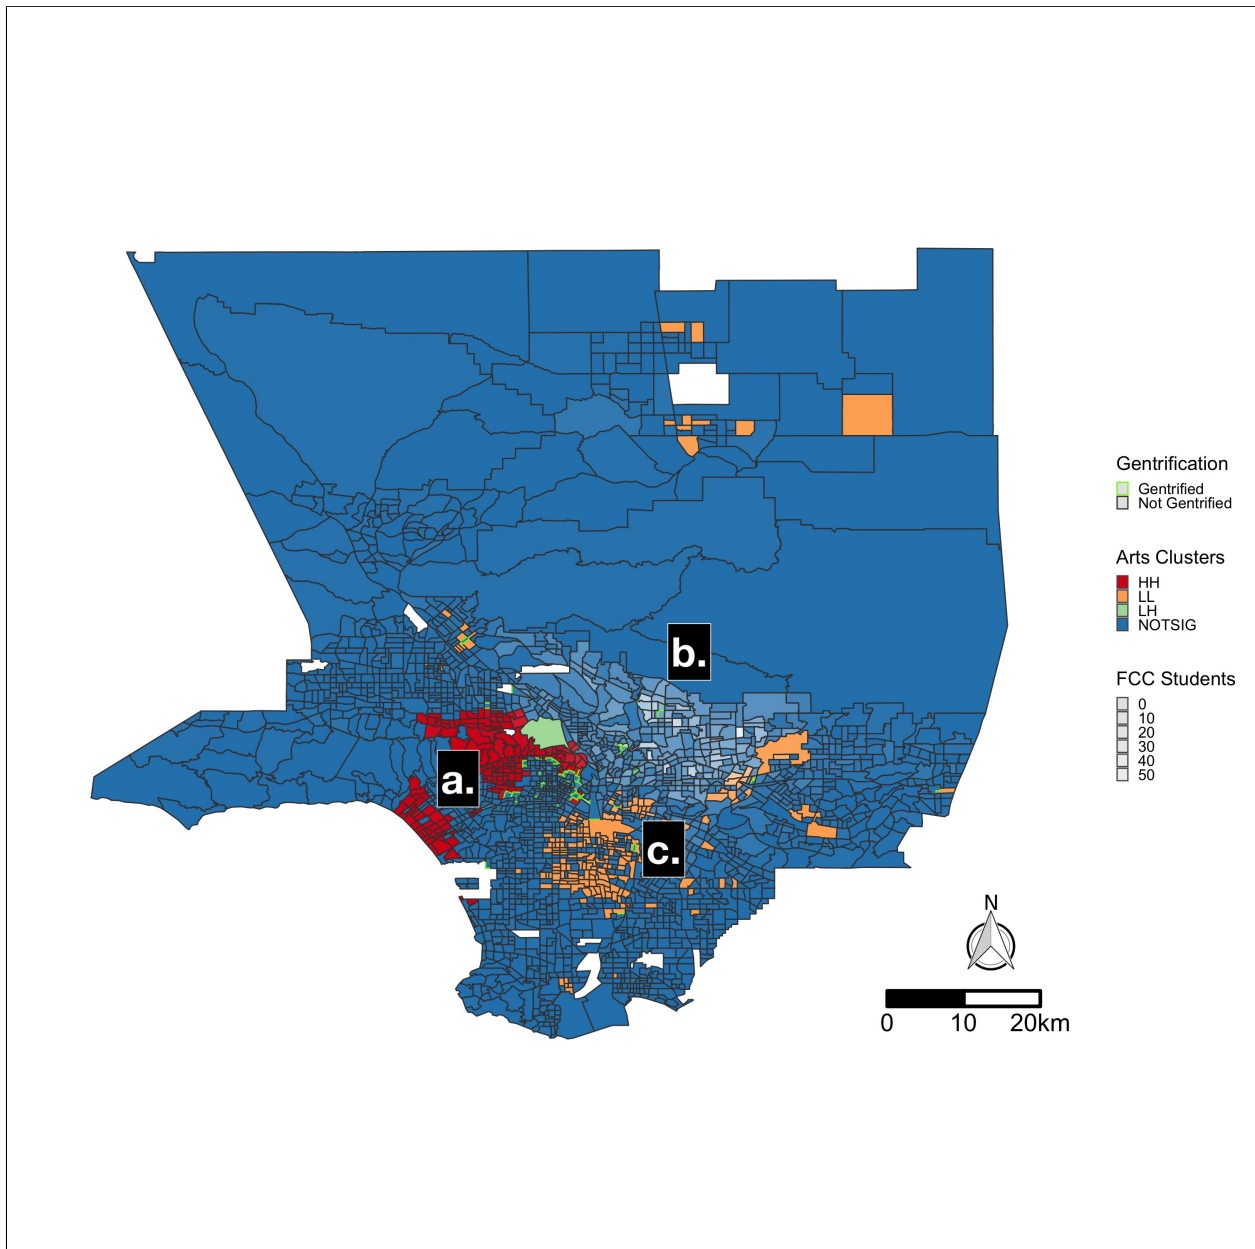 b.
a.
c.
Gentrification
Gentrified
Not Gentrified
Arts Clusters
HH
LL
LH
NOTSIG
FCC Students
0
10
20
30
40
50
N
0 10 20km